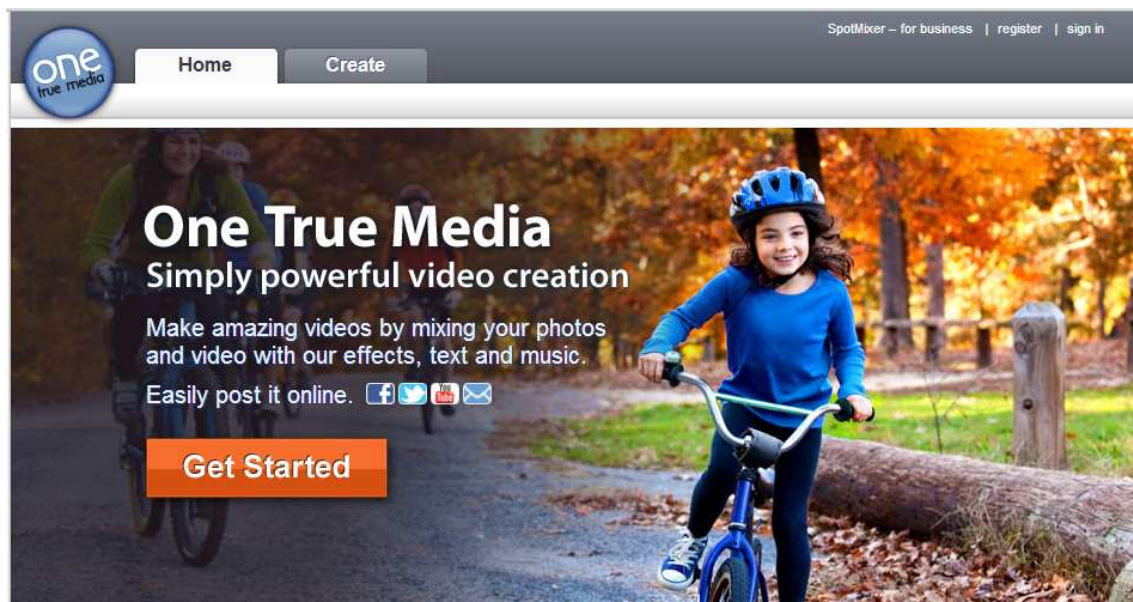 SpotMixer – for business | register | sign in
one
true media
Home
Create
One True Media
Simply powerful video creation
Make amazing videos by mixing your photos
and video with our effects, text and music.
Easily post it online.
You
Tube
Get Started